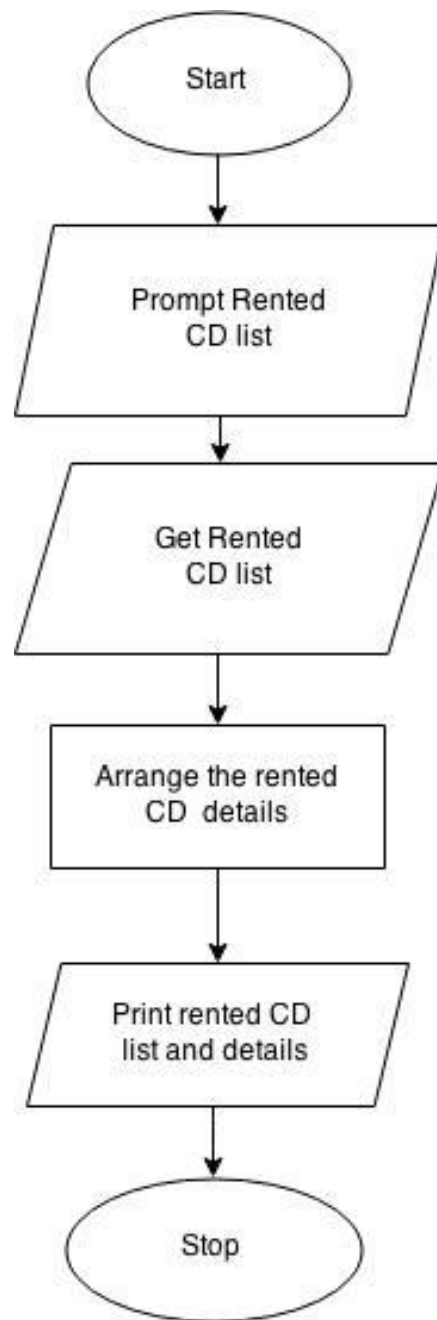 Start
Prompt Rented
CD list
Get Rented
CD list
Arrange the rented
CD details
Print rented CD
list and details
Stop